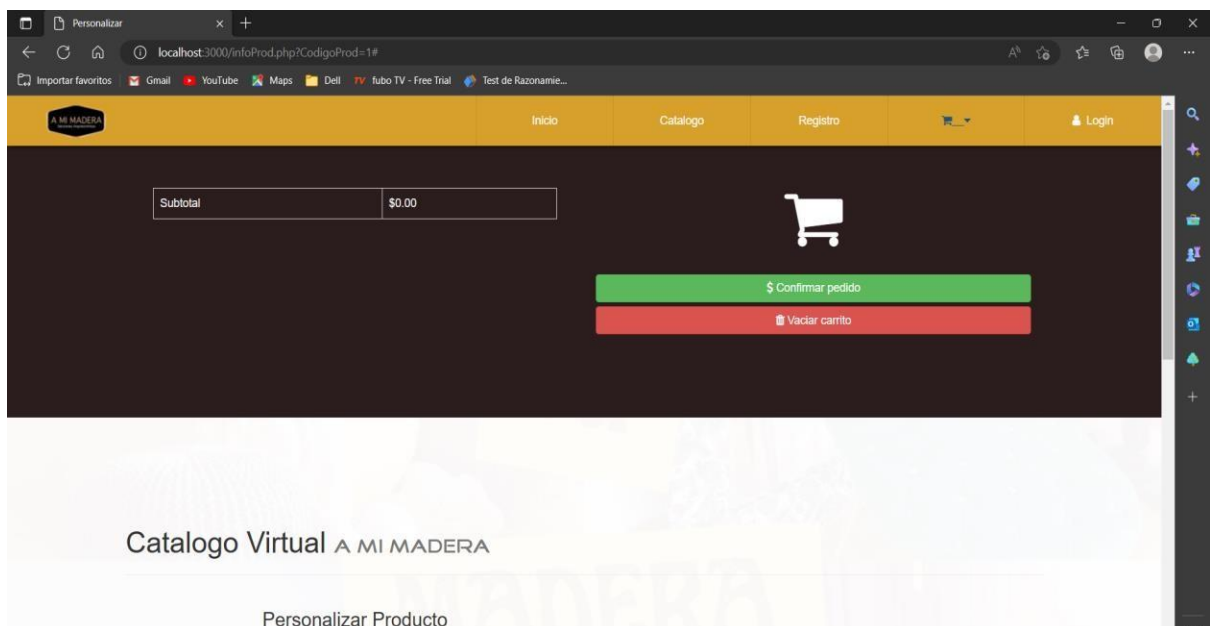 Personalizar
localhost:3000/infoProd.php?CodigoProd=1#
Importar favoritos Gmail YouTube Maps Dell fubo TV - Free Trial Test de Razonamie...
A MI MADERA
Inicio Catalogo Registro Login
Subtotal $0.00
$ Confirmar pedido
Vaciar carrito
Catalogo Virtual A MI MADERA
MADERA
Personalizar Producto